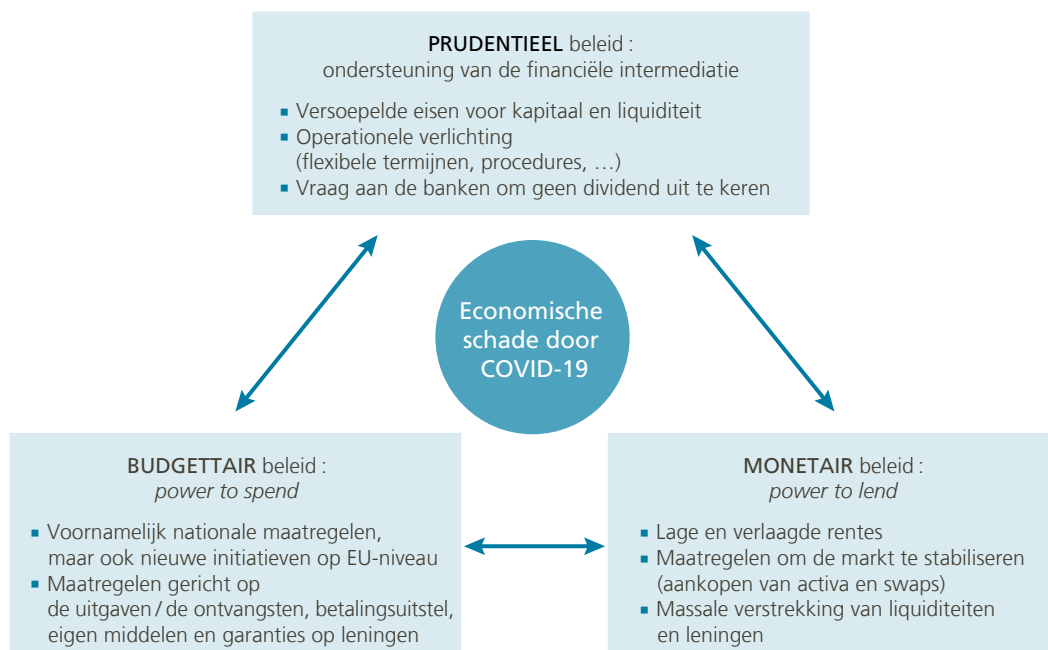 PRUDENTIEEL beleid :
ondersteuning van de financiële intermediatie
▪ Versoepelde eisen voor kapitaal en liquiditeit
▪ Operationele verlichting
(flexibele termijnen, procedures, …)
▪ Vraag aan de banken om geen dividend uit te keren
Economische
schade door
COVID-19
BUDGETTAIR beleid :
power to spend
▪ Voornamelijk nationale maatregelen,
maar ook nieuwe initiatieven op EU-niveau
▪ Maatregelen gericht op
de uitgaven / de ontvangsten, betalingsuitstel,
eigen middelen en garanties op leningen
MONETAIR beleid :
power to lend
▪ Lage en verlaagde rentes
▪ Maatregelen om de markt te stabiliseren
(aankopen van activa en swaps)
▪ Massale verstrekking van liquiditeiten
en leningen